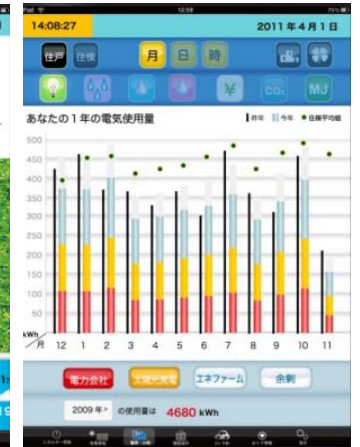 iPad
12:59
14:08:27
2011年4月1日
住戸 住棟 月 日 時
¥ CO₂ MJ
あなたの1年の電気使用量
昨年 今年 住棟平均値
500
450
400
350
300
250
200
150
100
50
kWh
月 12 1 2 3 4 5 6 7 8 9 10 11
電力会社 太陽光発電 エネファーム 余剰
2009年> の使用量は 4680 kWh